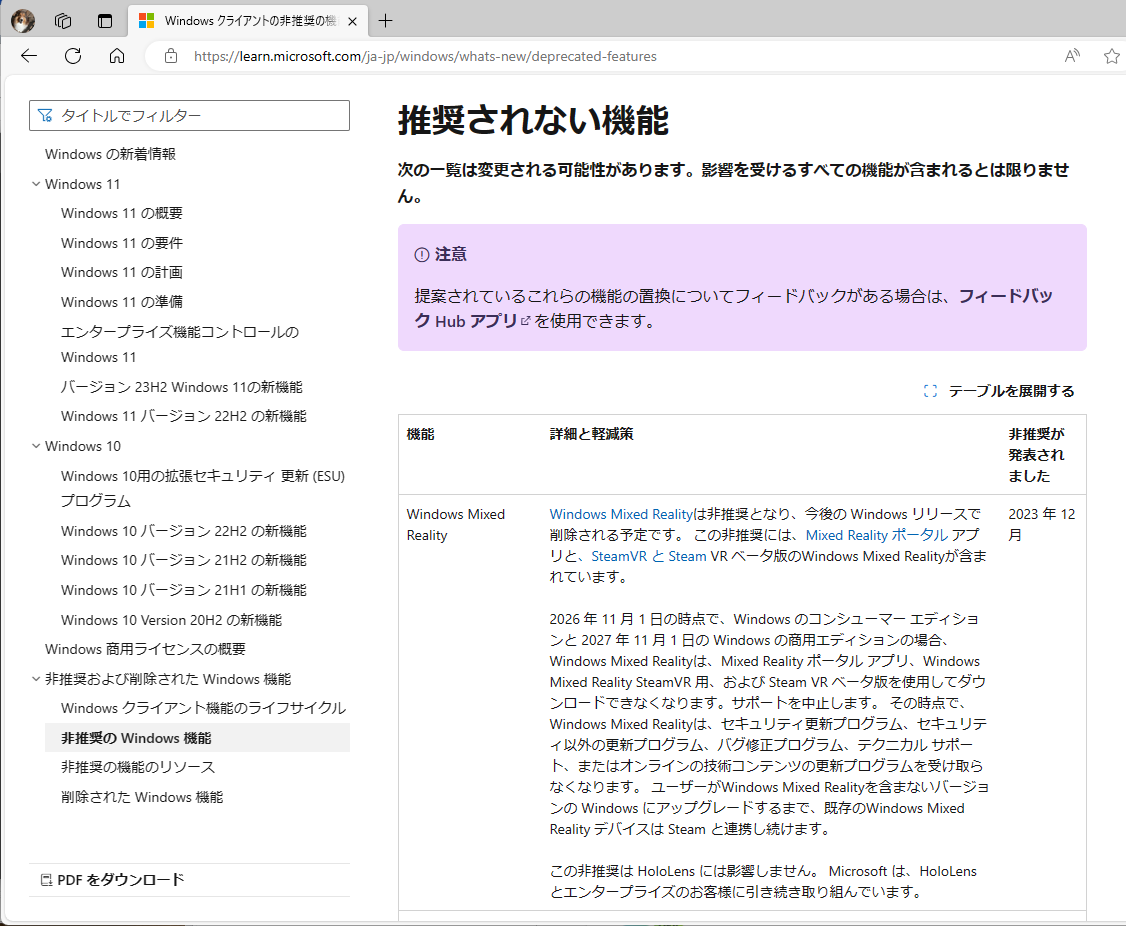 Windows クライアントの非推奨の機
https://learn.microsoft.com/ja-jp/windows/whats-new/deprecated-features
タイトルでフィルター
Windows の新着情報
Windows 11
Windows 11 の概要
Windows 11 の要件
Windows 11 の計画
Windows 11 の準備
エンタープライズ機能コントロールの
Windows 11
バージョン 23H2 Windows 11の新機能
Windows 11 バージョン 22H2 の新機能
Windows 10
Windows 10用の拡張セキュリティ 更新 (ESU)
プログラム
Windows 10 バージョン 22H2 の新機能
Windows 10 バージョン 21H2 の新機能
Windows 10 バージョン 21H1 の新機能
Windows 10 Version 20H2 の新機能
Windows 商用ライセンスの概要
非推奨および削除された Windows 機能
Windows クライアント機能のライフサイクル
非推奨の Windows 機能
非推奨の機能のリソース
削除された Windows 機能
PDF をダウンロード
推奨されない機能
次の一覧は変更される可能性があります。影響を受けるすべての機能が含まれるとは限りませ
ん。
注意
提案されているこれらの機能の置換についてフィードバックがある場合は、フィードバッ
ク Hub アプリ を使用できます。
テーブルを展開する
機能
詳細と軽減策
非推奨が
発表され
ました
Windows Mixed
Reality
Windows Mixed Realityは非推奨となり、今後の Windows リリースで
削除される予定です。 この非推奨には、Mixed Reality ポータル アプ
リと、SteamVR と Steam VR ベータ版のWindows Mixed Realityが含ま
れています。
2026 年 11 月 1 日の時点で、Windows のコンシューマー エディショ
ンと 2027 年 11 月 1 日の Windows の商用エディションの場合、
Windows Mixed Realityは、Mixed Reality ポータル アプリ、Windows
Mixed Reality SteamVR 用、および Steam VR ベータ版を使用してダウ
ンロードできなくなります。サポートを中止します。 その時点で、
Windows Mixed Realityは、セキュリティ更新プログラム、セキュリテ
ィ以外の更新プログラム、バグ修正プログラム、テクニカル サポー
ト、またはオンラインの技術コンテンツの更新プログラムを受け取ら
なくなります。 ユーザーがWindows Mixed Realityを含まないバージョ
ンの Windows にアップグレードするまで、既存のWindows Mixed
Reality デバイスは Steam と連携し続けます。
この非推奨は HoloLens には影響しません。 Microsoft は、HoloLens
とエンタープライズのお客様に引き続き取り組んでいます。
2023 年 12
月